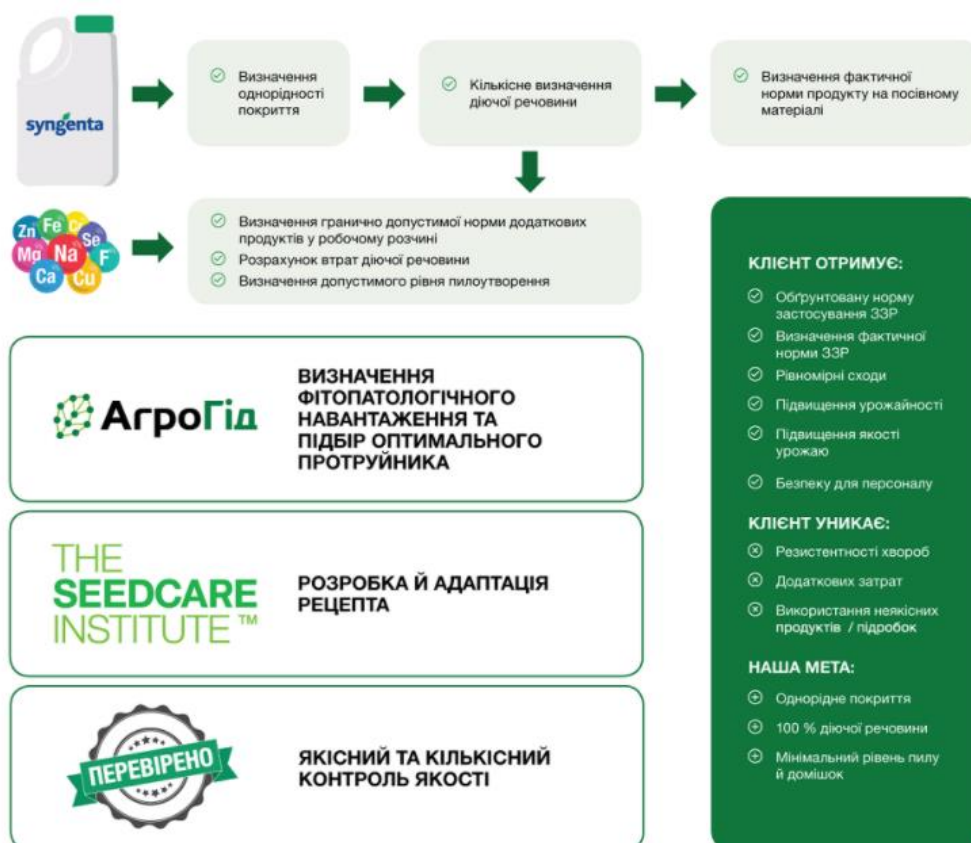 syngenta
Визначення
однорідності
покриття
Кількісне визначення
діючої речовини
Визначення фактичної
норми продукту на посівному
матеріалі
Zn
Fe
Se
Mg
Na
F
Ca
Cu
Визначення гранично допустимої норми додаткових
продуктів у робочому розчині
Розрахунок втрат діючої речовини
Визначення допустимого рівня пилоутворення
АгроГід
ВИЗНАЧЕННЯ
ФІТОПАТОЛОГІЧНОГО
НАВАНТАЖЕННЯ ТА
ПІДБІР ОПТИМАЛЬНОГО
ПРОТРУЙНИКА
THE
SEEDCARE
INSTITUTE ™
РОЗРОБКА Й АДАПТАЦІЯ
РЕЦЕПТА
ПЕРЕВІРЕНО
ЯКІСНИЙ ТА КІЛЬКІСНИЙ
КОНТРОЛЬ ЯКОСТІ
КЛІЄНТ ОТРИМУЄ:
Обґрунтовану норму
застосування ЗЗР
Визначення фактичної
норми ЗЗР
Рівномірні сходи
Підвищення урожайності
Підвищення якості
урожаю
Безпеку для персоналу
КЛІЄНТ УНИКАЄ:
Резистентності хвороб
Додаткових затрат
Використання неякісних
продуктів / підробок
НАША МЕТА:
Однорідне покриття
100 % діючої речовини
Мінімальний рівень пилу
й домішок